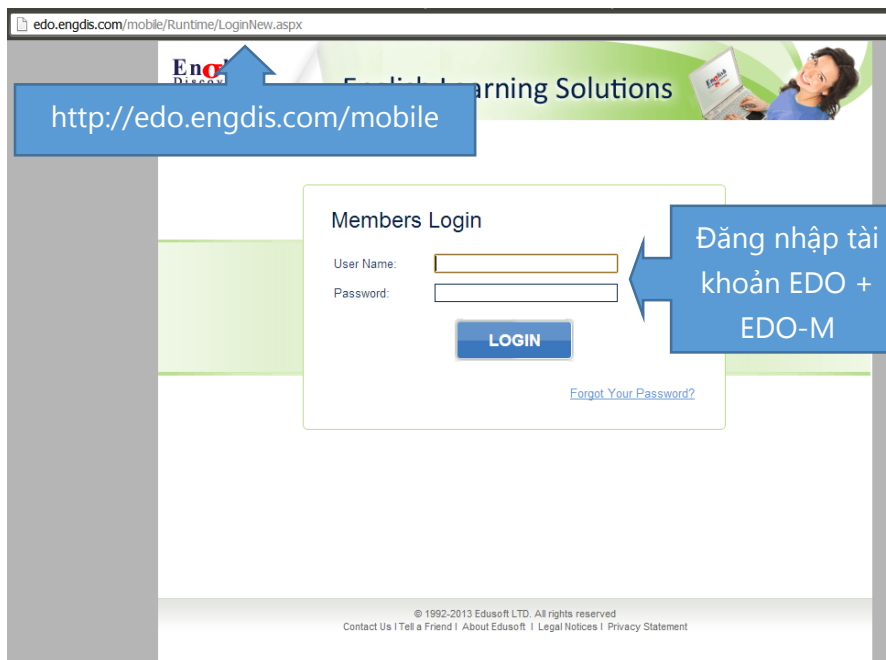 edo.engdis.com/mobile/Runtime/LoginNew.aspx
http://edo.engdis.com/mobile
rning Solutions
English
Members Login
User Name:
Password:
LOGIN
Forgot Your Password?
Đăng nhập tài
khoản EDO +
EDO-M
© 1992-2013 Edusoft LTD. All rights reserved
Contact Us I Tell a Friend I About Edusoft I Legal Notices I Privacy Statement